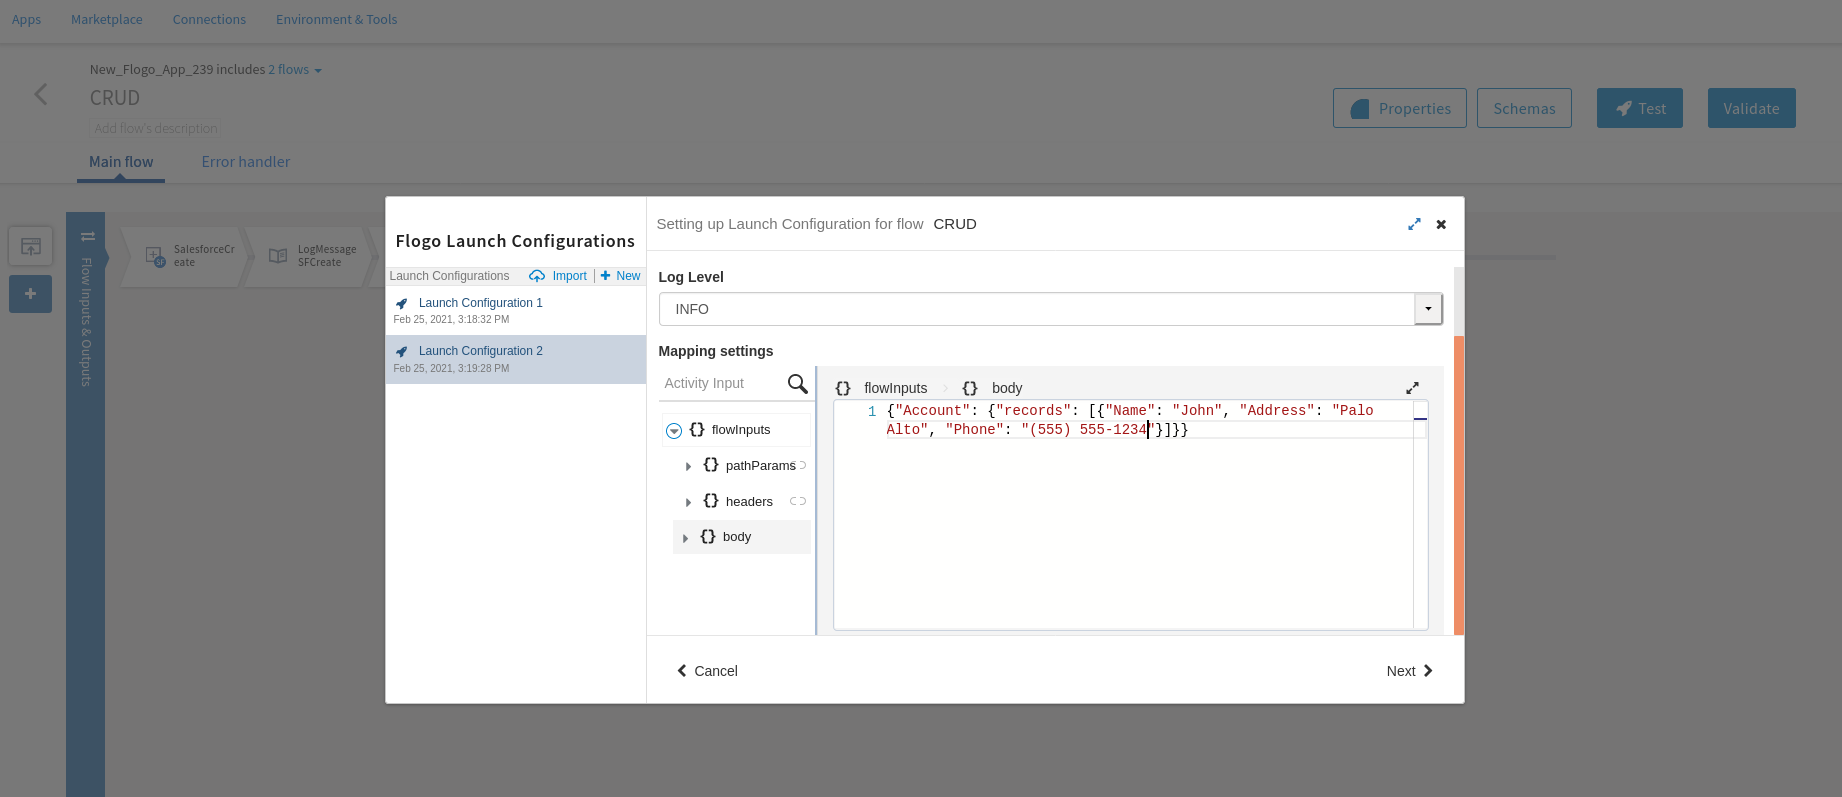 Apps Marketplace Connections Environment & Tools
New_Flogo_App_239 includes 2 flows
CRUD
Add flow's description
Properties Schemas Test Validate
Main flow Error handler
Flow Inputs & Outputs
SalesforceCr
eate
SF
LogMessage
SFCreate
Flogo Launch Configurations
Launch Configurations Import | New
Launch Configuration 1
Feb 25, 2021, 3:18:32 PM
Launch Configuration 2
Feb 25, 2021, 3:19:28 PM
Setting up Launch Configuration for flow CRUD
Log Level
INFO
Mapping settings
Activity Input
{} flowInputs
{} pathParams
{} headers
{} body
{} flowInputs {} body
1 {"Account": {"records": [{"Name": "John", "Address": "Palo
Alto", "Phone": "(555) 555-1234"}]}}
Cancel Next